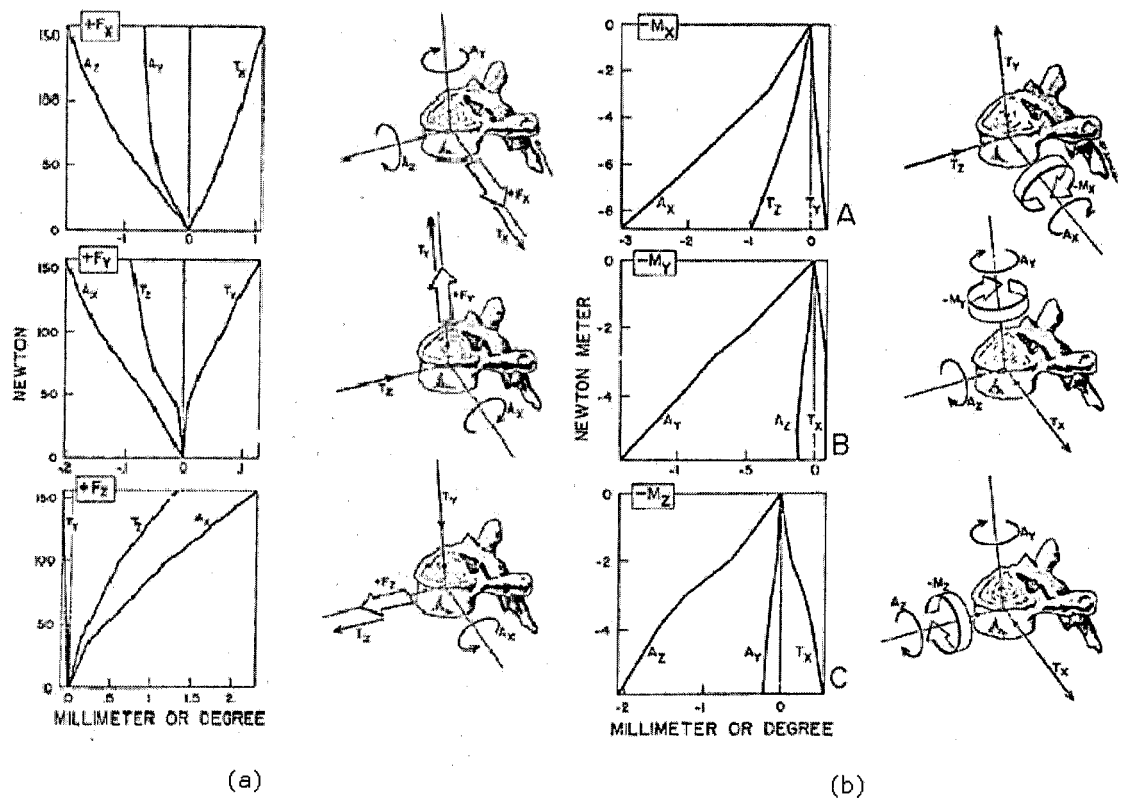 +Fx
150
100
50
0
Az
Ay
Tx
-1
0
1
Ay
Az
+Fx
Tx
+Fy
150
100
50
0
Ax
Tz
Ty
-.2
-.1
0
.1
Ty
+Fy
Tz
Ax
NEWTON
+Fz
150
100
50
0
Ty
Tz
Ax
0
.5
1
1.5
2.
Ty
+Fz
Tz
Ax
MILLIMETER OR DEGREE
(a)
-Mx
0
-2
-4
-6
-8
Ax
Tz
Ty
A
-3
-2
-1
0
Ty
Tz
-Mx
Ax
-My
0
-2
-4
Ay
Az
Tx
B
-.1
-.5
0
Ay
-My
Az
Tx
NEWTON METER
-Mz
0
-2
-4
Az
Ay
Tx
C
-2
-1
0
Ay
-Mz
Az
Tx
MILLIMETER OR DEGREE
(b)